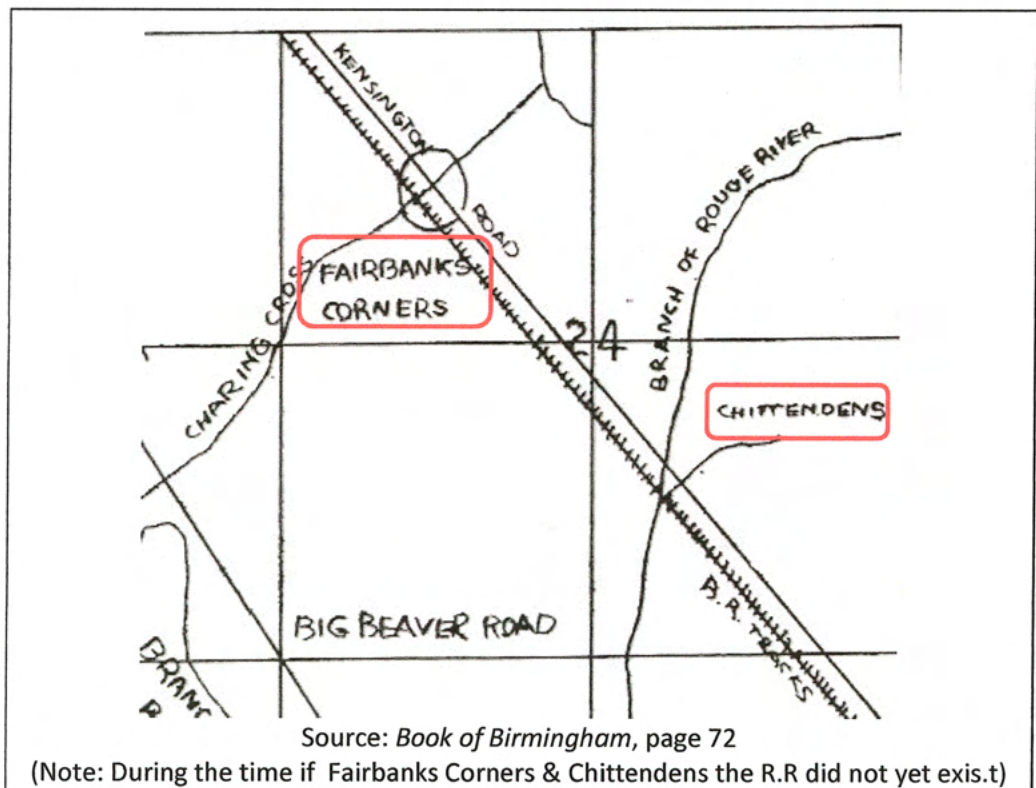 KENSINGTON
ROAD
FAIRBANKS
CORNERS
CHARING CROSS
24
BRANCH OF ROUGE RIVER
CHITTENDENS
BIG BEAVER ROAD
R.R. TRACKS
BRANC
Source: Book of Birmingham, page 72
(Note: During the time if Fairbanks Corners & Chittendens the R.R did not yet exis.t)